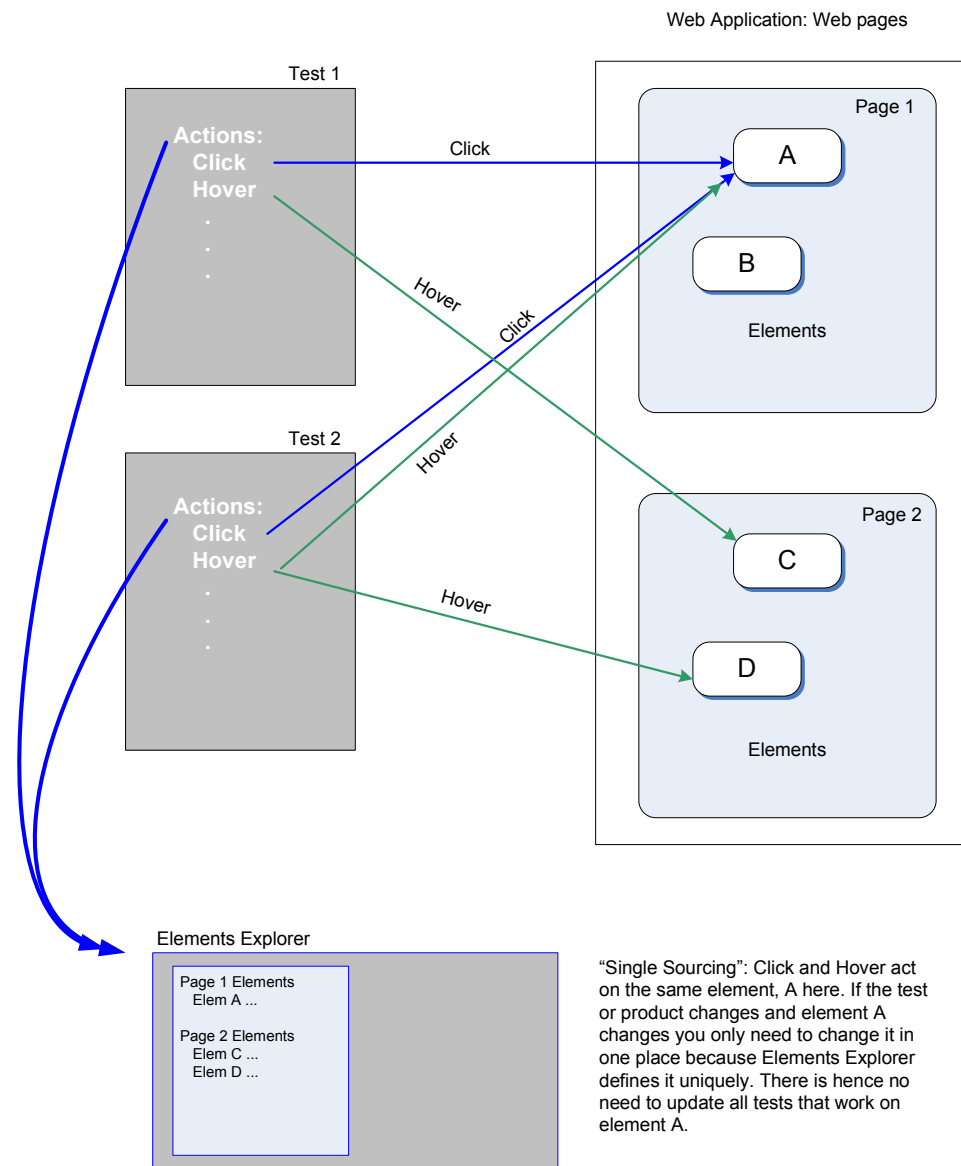 Web Application: Web pages
Test 1
Actions:
Click
Hover
.
.
.
Click
Page 1
A
B
Elements
Hover
Click
Hover
Test 2
Actions:
Click
Hover
.
.
.
Hover
Page 2
C
D
Elements
Elements Explorer
Page 1 Elements
Elem A ...
Page 2 Elements
Elem C ...
Elem D ...
“Single Sourcing”: Click and Hover act
on the same element, A here. If the test
or product changes and element A
changes you only need to change it in
one place because Elements Explorer
defines it uniquely. There is hence no
need to update all tests that work on
element A.